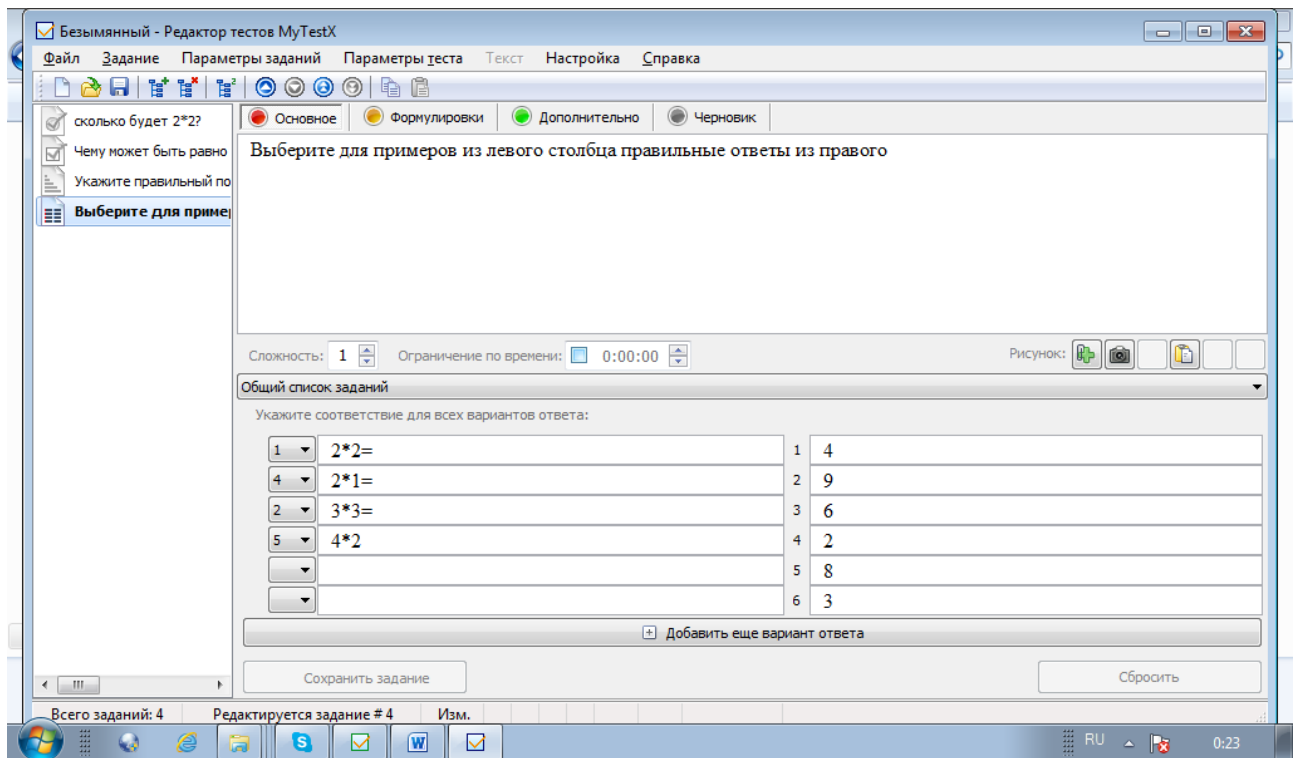 Безымянный - Редактор тестов MyTestX
Файл Задание Параметры заданий Параметры теста Текст Настройка Справка
сколько будет 2*2?
Чему может быть равно
Укажите правильный по
Выберите для приме
Основное Формулировки Дополнительно Черновик
Выберите для примеров из левого столбца правильные ответы из правого
Сложность: 1 Ограничение по времени: 0:00:00 Рисунок:
Общий список заданий
Укажите соответствие для всех вариантов ответа:
1 2*2= 1 4
4 2*1= 2 9
2 3*3= 3 6
5 4*2 4 2
5 8
6 3
Добавить еще вариант ответа
Сохранить задание Сбросить
Всего заданий: 4 Редактируется задание # 4 Изм.
RU 0:23